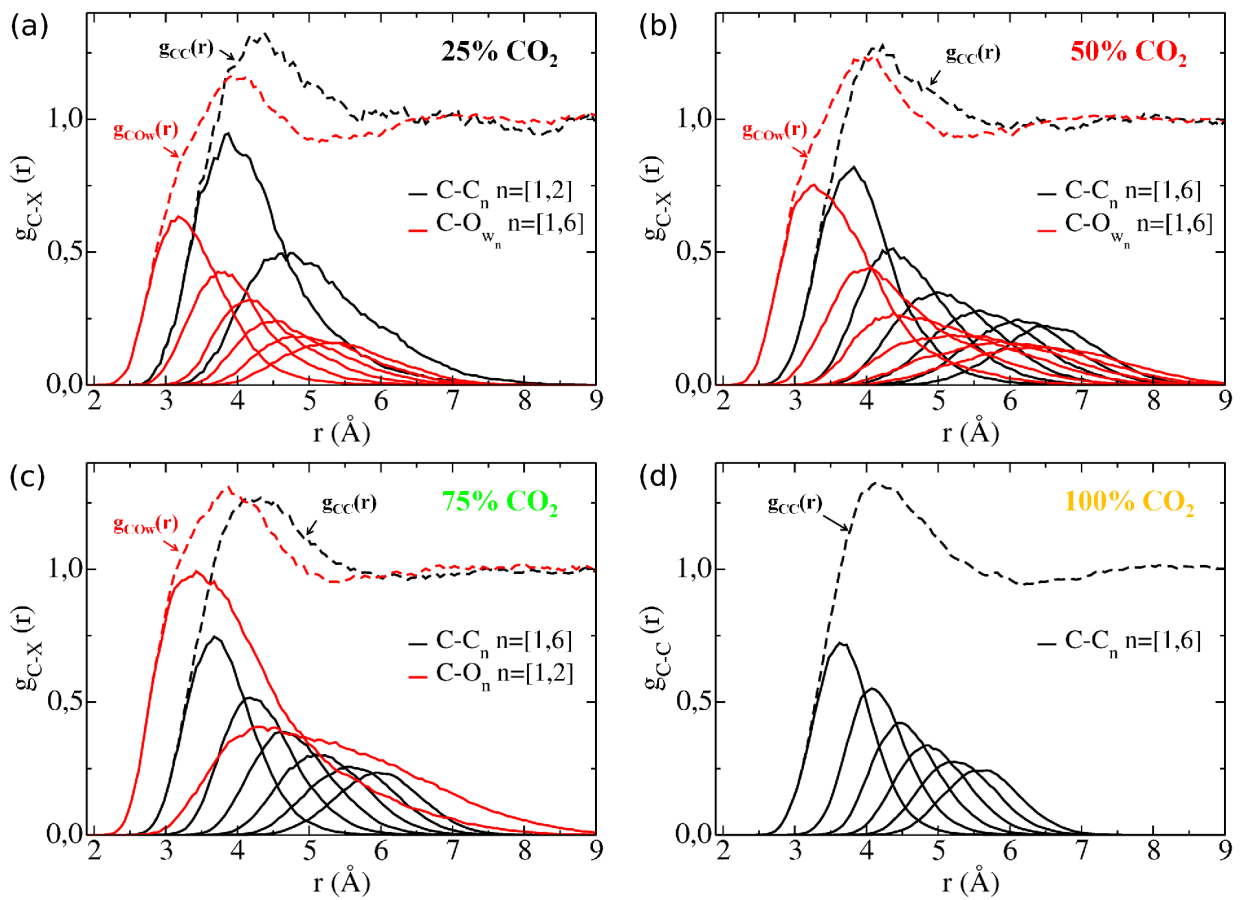 (a)
g_CC(r)
25% CO₂
g_COw(r)
1,0
0,5
0,0
g_C-X (r)
C-C_n n=[1,2]
C-O_w_n n=[1,6]
2 3 4 5 6 7 8 9
r (Å)
(b)
g_CC(r)
50% CO₂
g_COw(r)
1,0
0,5
0,0
g_C-X (r)
C-C_n n=[1,6]
C-O_w_n n=[1,6]
2 3 4 5 6 7 8 9
r (Å)
(c)
g_COw(r)
g_CC(r)
75% CO₂
1,0
0,5
0,0
g_C-X (r)
C-C_n n=[1,6]
C-O_n n=[1,2]
2 3 4 5 6 7 8 9
r (Å)
(d)
g_CC(r)
100% CO₂
1,0
0,5
0,0
g_C-C (r)
C-C_n n=[1,6]
2 3 4 5 6 7 8 9
r (Å)